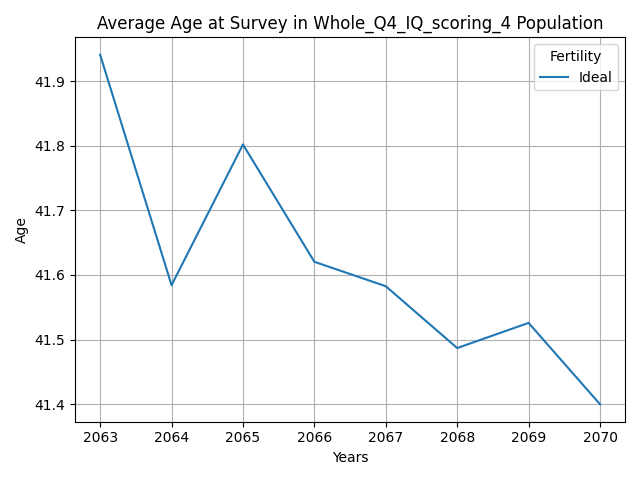 Average Age at Survey in Whole_Q4_IQ_scoring_4 Population
Fertility
Ideal
Age
41.9
41.8
41.7
41.6
41.5
41.4
2063 2064 2065 2066 2067 2068 2069 2070
Years